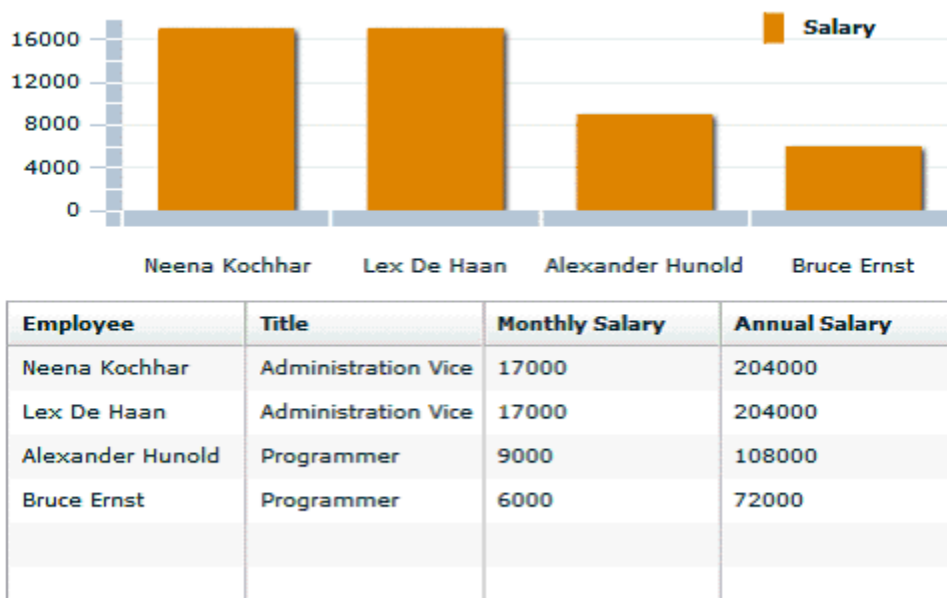 Salary
16000
12000
8000
4000
0
Neena Kochhar Lex De Haan Alexander Hunold Bruce Ernst
Employee Title Monthly Salary Annual Salary
Neena Kochhar Administration Vice 17000 204000
Lex De Haan Administration Vice 17000 204000
Alexander Hunold Programmer 9000 108000
Bruce Ernst Programmer 6000 72000